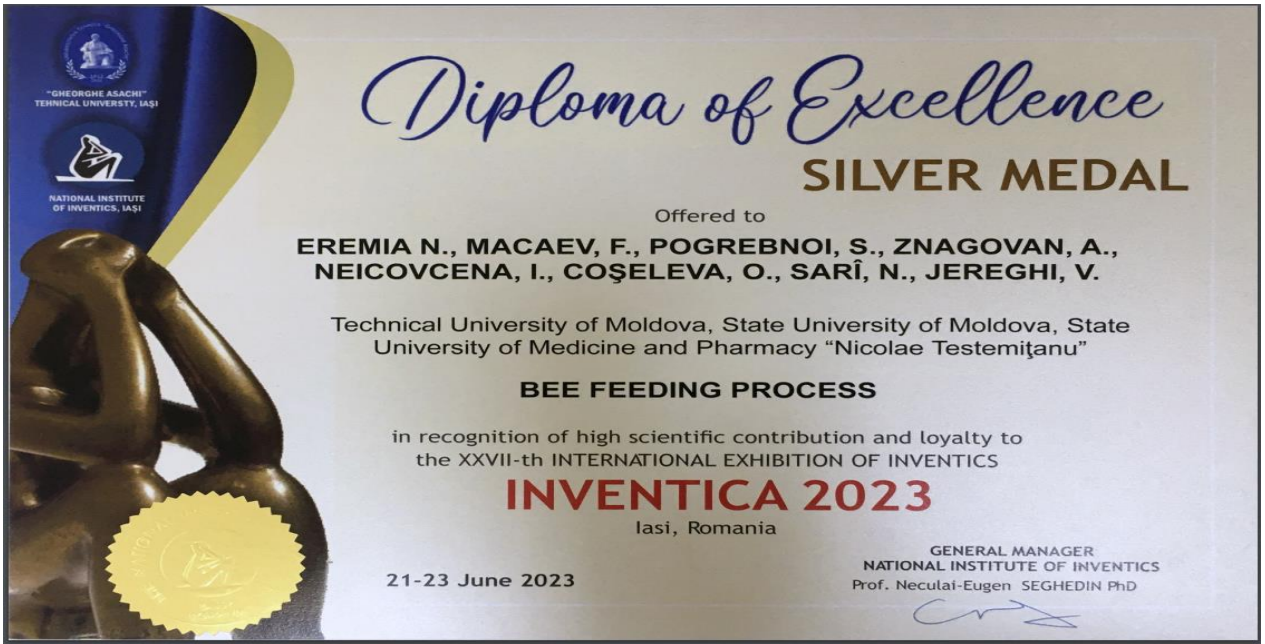 "GHEORGHE ASACHI"
TEHNICAL UNIVERSTY, IAŞI
NATIONAL INSTITUTE
OF INVENTICS, IAŞI
Diploma of Excellence
SILVER MEDAL
Offered to
EREMIA N., MACAEV, F., POGREBNOI, S., ZNAGOVAN, A.,
NEICOVCENA, I., COŞELEVA, O., SARÎ, N., JEREGHI, V.
Technical University of Moldova, State University of Moldova, State
University of Medicine and Pharmacy “Nicolae Testemiţanu”
BEE FEEDING PROCESS
in recognition of high scientific contribution and loyalty to
the XXVII-th INTERNATIONAL EXHIBITION OF INVENTICS
INVENTICA 2023
Iasi, Romania
21-23 June 2023
GENERAL MANAGER
NATIONAL INSTITUTE OF INVENTICS
Prof. Neculai-Eugen SEGHEDIN PhD